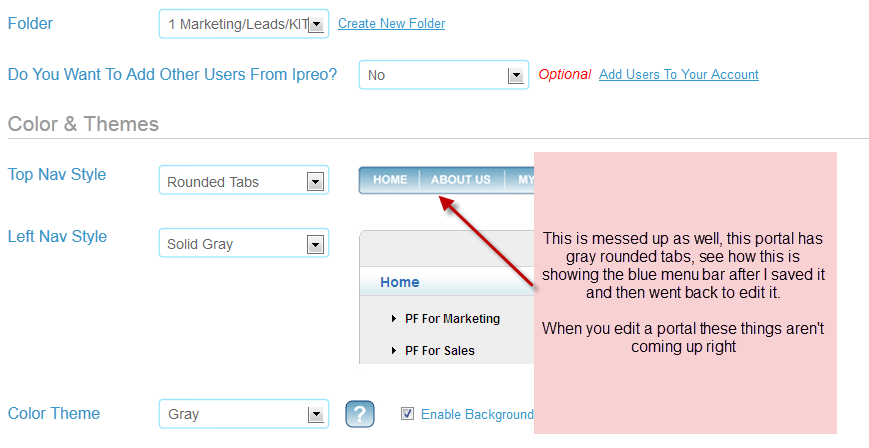 Folder
1 Marketing/Leads/KIT
Create New Folder
Do You Want To Add Other Users From Ipreo?
No
Optional
Add Users To Your Account
Color & Themes
Top Nav Style
Rounded Tabs
HOME
ABOUT US
MY
This is messed up as well, this portal has
gray rounded tabs, see how this is
showing the blue menu bar after I saved it
and then went back to edit it.
When you edit a portal these things aren't
coming up right
Left Nav Style
Solid Gray
Home
PF For Marketing
PF For Sales
Color Theme
Gray
?
Enable Background